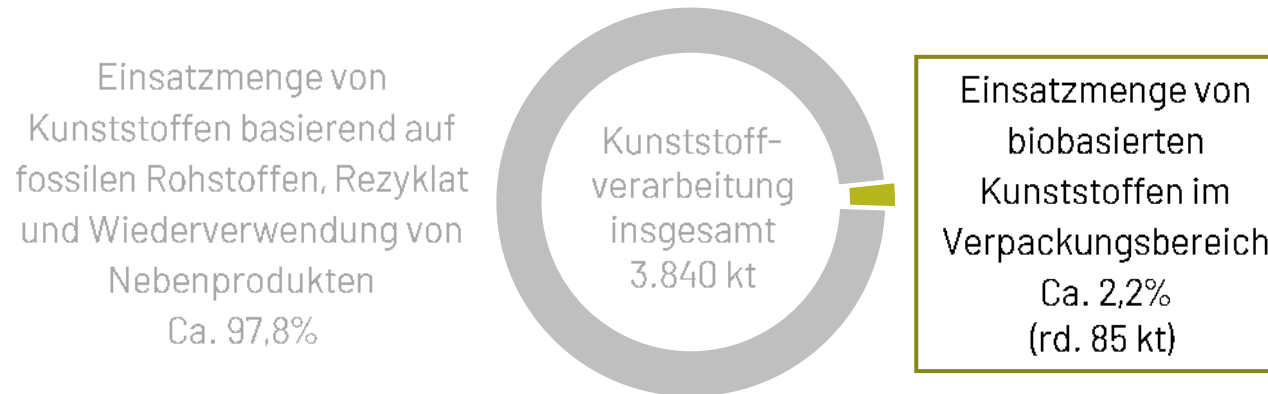 Einsatzmenge von
Kunststoffen basierend auf
fossilen Rohstoffen, Rezyklat
und Wiederverwendung von
Nebenprodukten
Ca. 97,8%
Kunststoff-
verarbeitung
insgesamt
3.840 kt
Einsatzmenge von
biobasierten
Kunststoffen im
Verpackungsbereich
Ca. 2,2%
(rd. 85 kt)